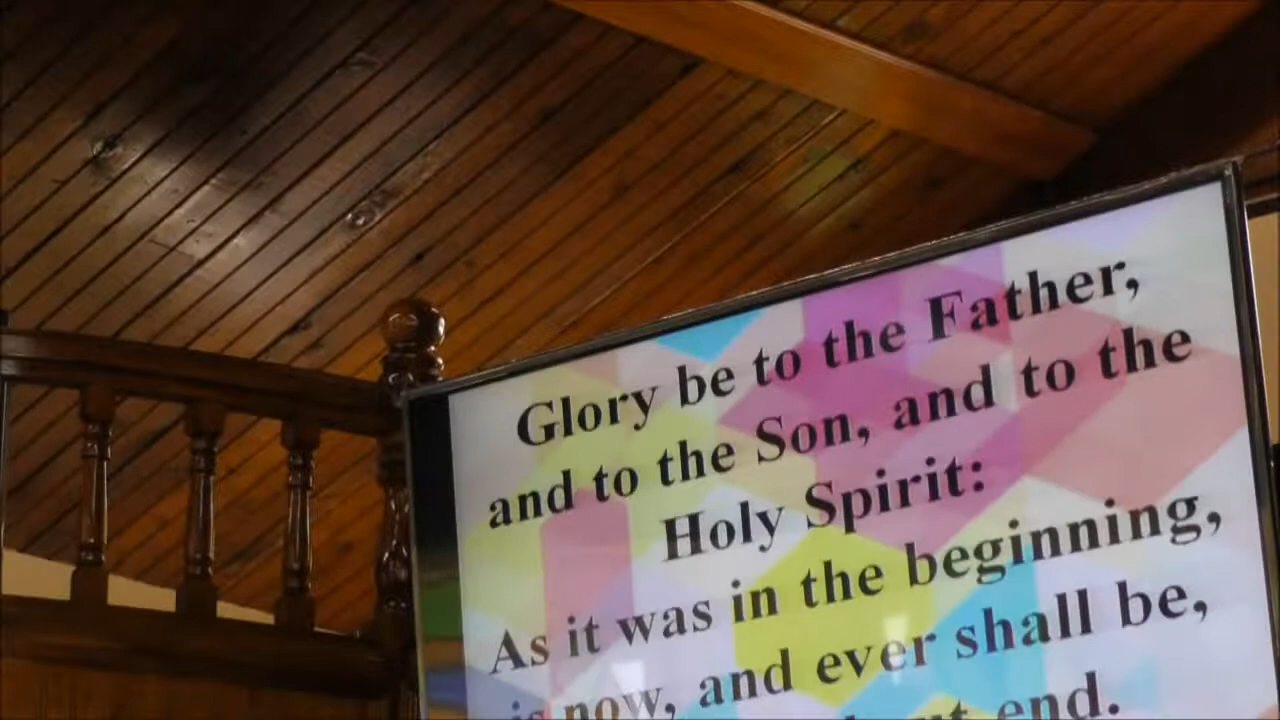 Glory be to the Father,
and to the Son, and to the
Holy Spirit:
As it was in the beginning,
is now, and ever shall be,
end.